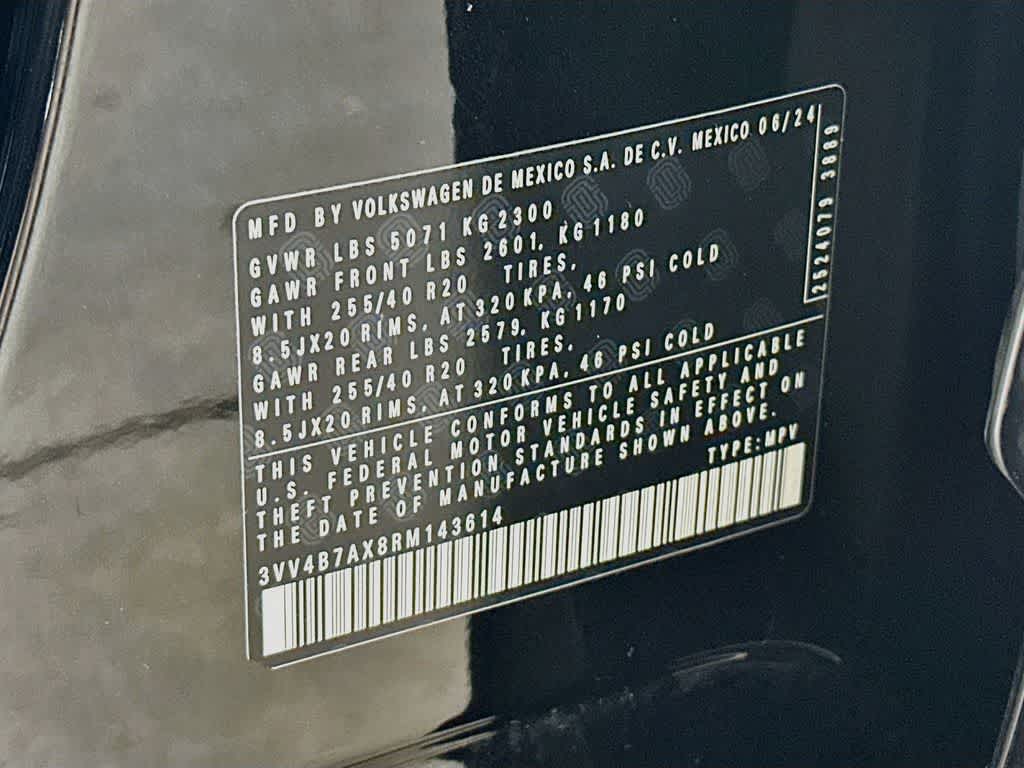 MFD BY VOLKSWAGEN DE MEXICO S.A. DE C.V. MEXICO 06/24
GVWR LBS 5071 KG 2300
GAWR FRONT LBS 2601, KG 1180
WITH 255/40 R20 TIRES,
8.5JX20 RIMS, AT 320 KPA, 46 PSI COLD
GAWR REAR LBS 2579, KG 1170
WITH 255/40 R20 TIRES,
8.5JX20 RIMS, AT 320 KPA, 46 PSI COLD
THIS VEHICLE CONFORMS TO ALL APPLICABLE
U.S. FEDERAL MOTOR VEHICLE SAFETY AND
THEFT PREVENTION STANDARDS IN EFFECT ON
THE DATE OF MANUFACTURE SHOWN ABOVE.
TYPE: MPV
3VV4B7AX8RM143614
2524079 3889